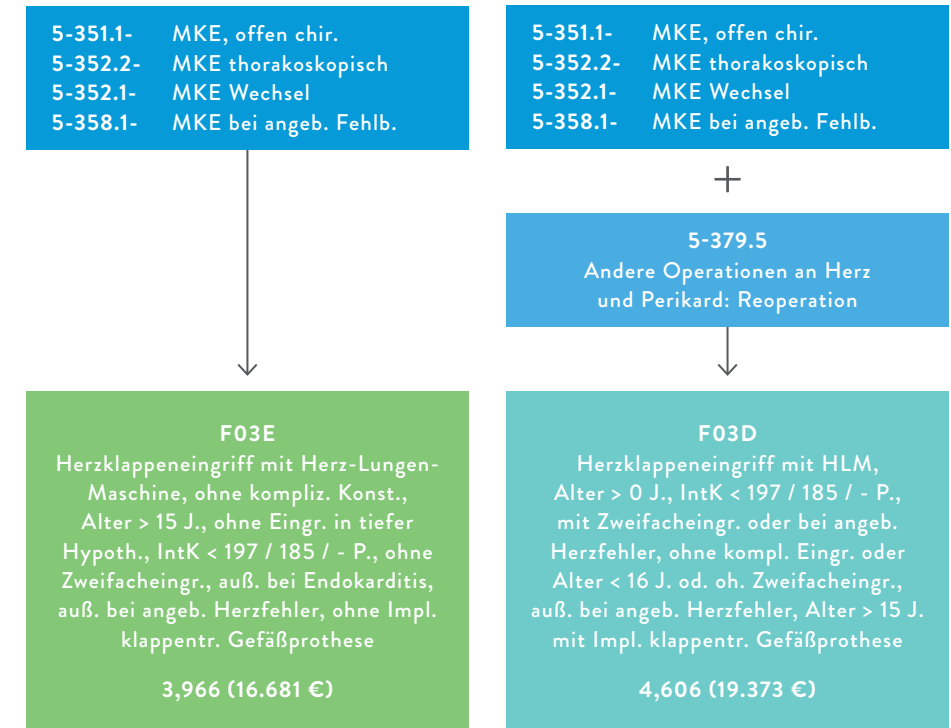 5-351.1- MKE, offen chir.
5-352.2- MKE thorakoskopisch
5-352.1- MKE Wechsel
5-358.1- MKE bei angeb. Fehlb.
F03E
Herzklappeneingriff mit Herz-Lungen-
Maschine, ohne kompliz. Konst.,
Alter > 15 J., ohne Eingr. in tiefer
Hypoth., IntK < 197 / 185 / - P., ohne
Zweifacheingr., auß. bei Endokarditis,
auß. bei angeb. Herzfehler, ohne Impl.
klappentr. Gefäßprothese
3,966 (16.681 €)
5-351.1- MKE, offen chir.
5-352.2- MKE thorakoskopisch
5-352.1- MKE Wechsel
5-358.1- MKE bei angeb. Fehlb.
+
5-379.5
Andere Operationen an Herz
und Perikard: Reoperation
F03D
Herzklappeneingriff mit HLM,
Alter > 0 J., IntK < 197 / 185 / - P.,
mit Zweifacheingr. oder bei angeb.
Herzfehler, ohne kompl. Eingr. oder
Alter < 16 J. od. oh. Zweifacheingr.,
auß. bei angeb. Herzfehler, Alter > 15 J.
mit Impl. klappentr. Gefäßprothese
4,606 (19.373 €)